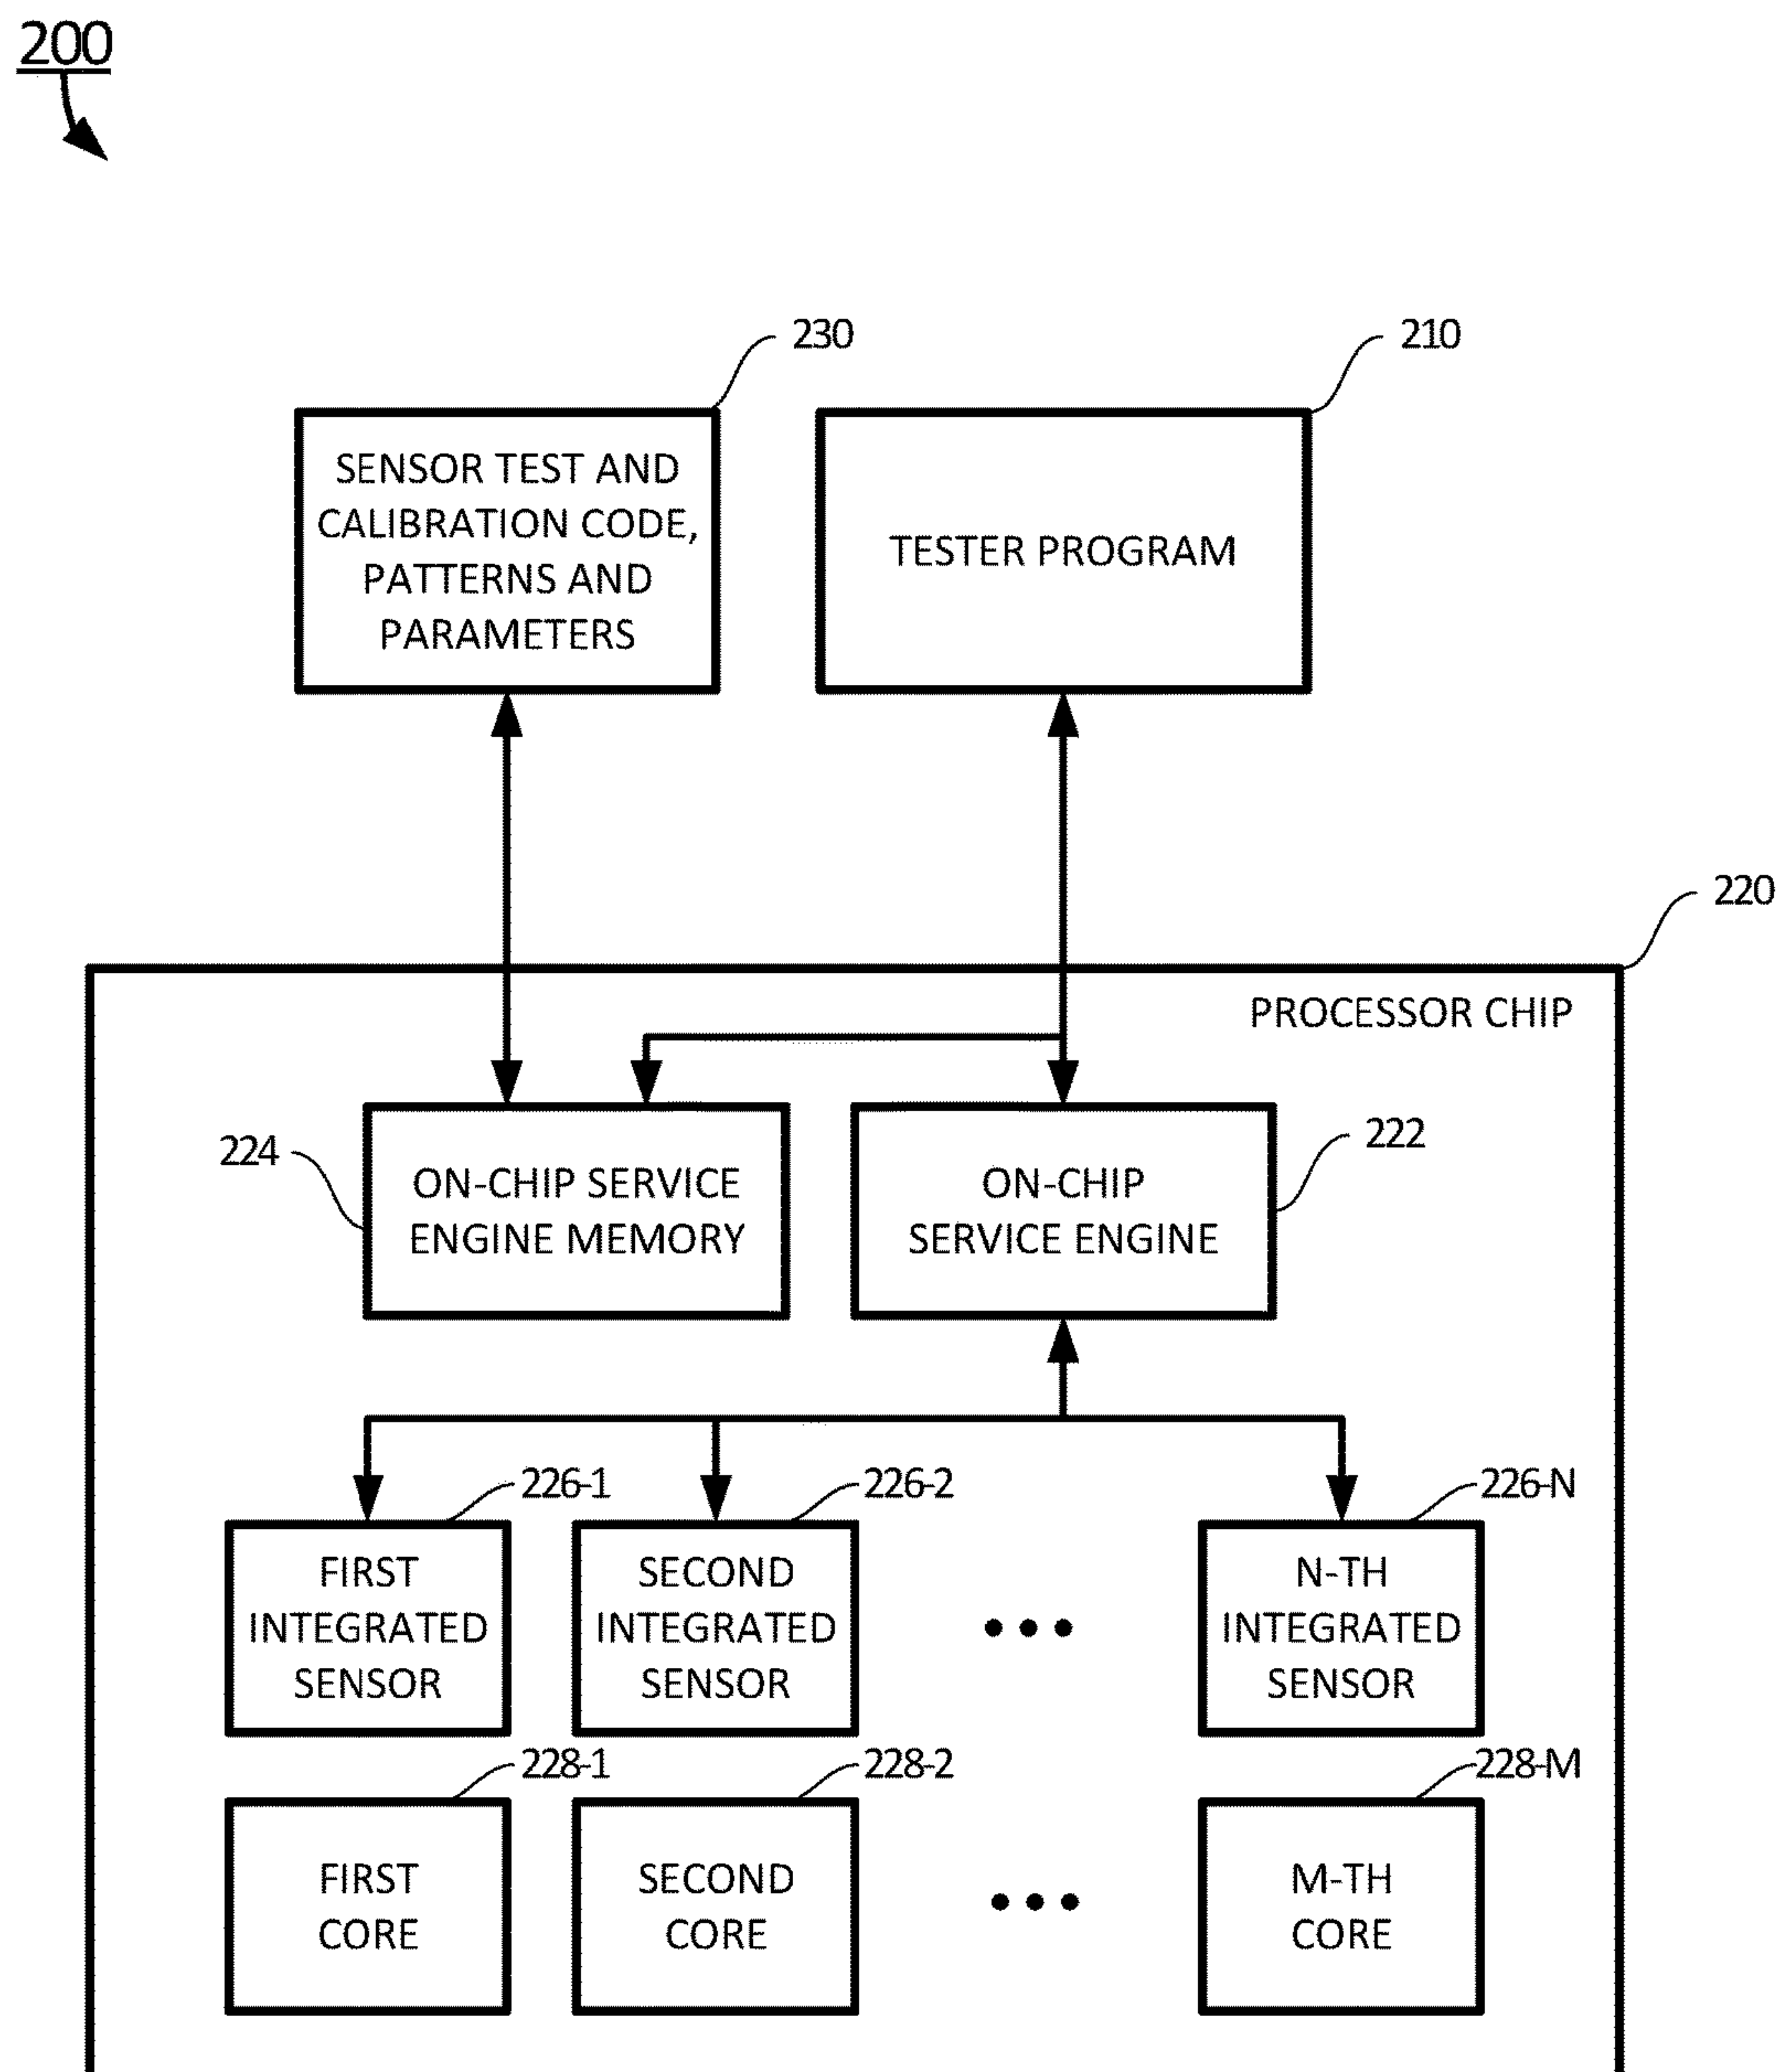 200
230
210
SENSOR TEST AND
CALIBRATION CODE,
PATTERNS AND
PARAMETERS
TESTER PROGRAM
220
PROCESSOR CHIP
224
ON-CHIP SERVICE
ENGINE MEMORY
ON-CHIP
SERVICE ENGINE
222
226-1
226-2
226-N
FIRST
INTEGRATED
SENSOR
SECOND
INTEGRATED
SENSOR
N-TH
INTEGRATED
SENSOR
228-1
228-2
228-M
FIRST
CORE
SECOND
CORE
M-TH
CORE